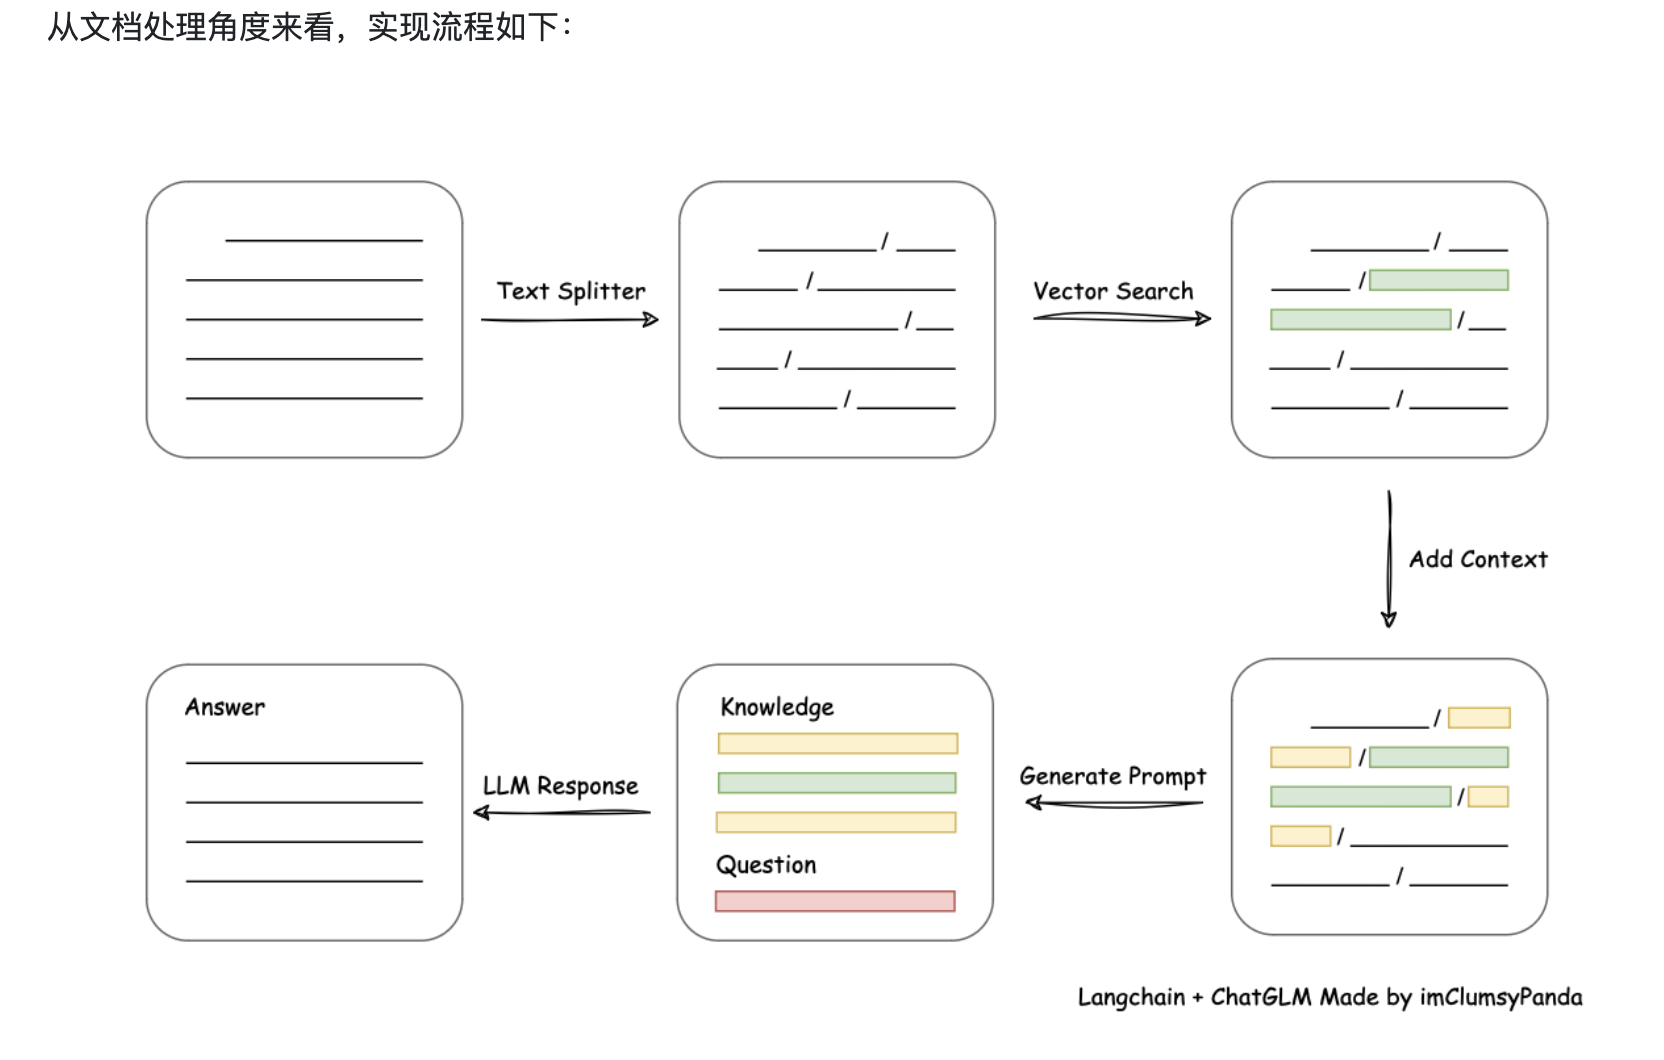 从文档处理角度来看，实现流程如下：
Text Splitter
Vector Search
Add Context
Generate Prompt
Knowledge
Question
LLM Response
Answer
Langchain + ChatGLM Made by imClumsyPanda